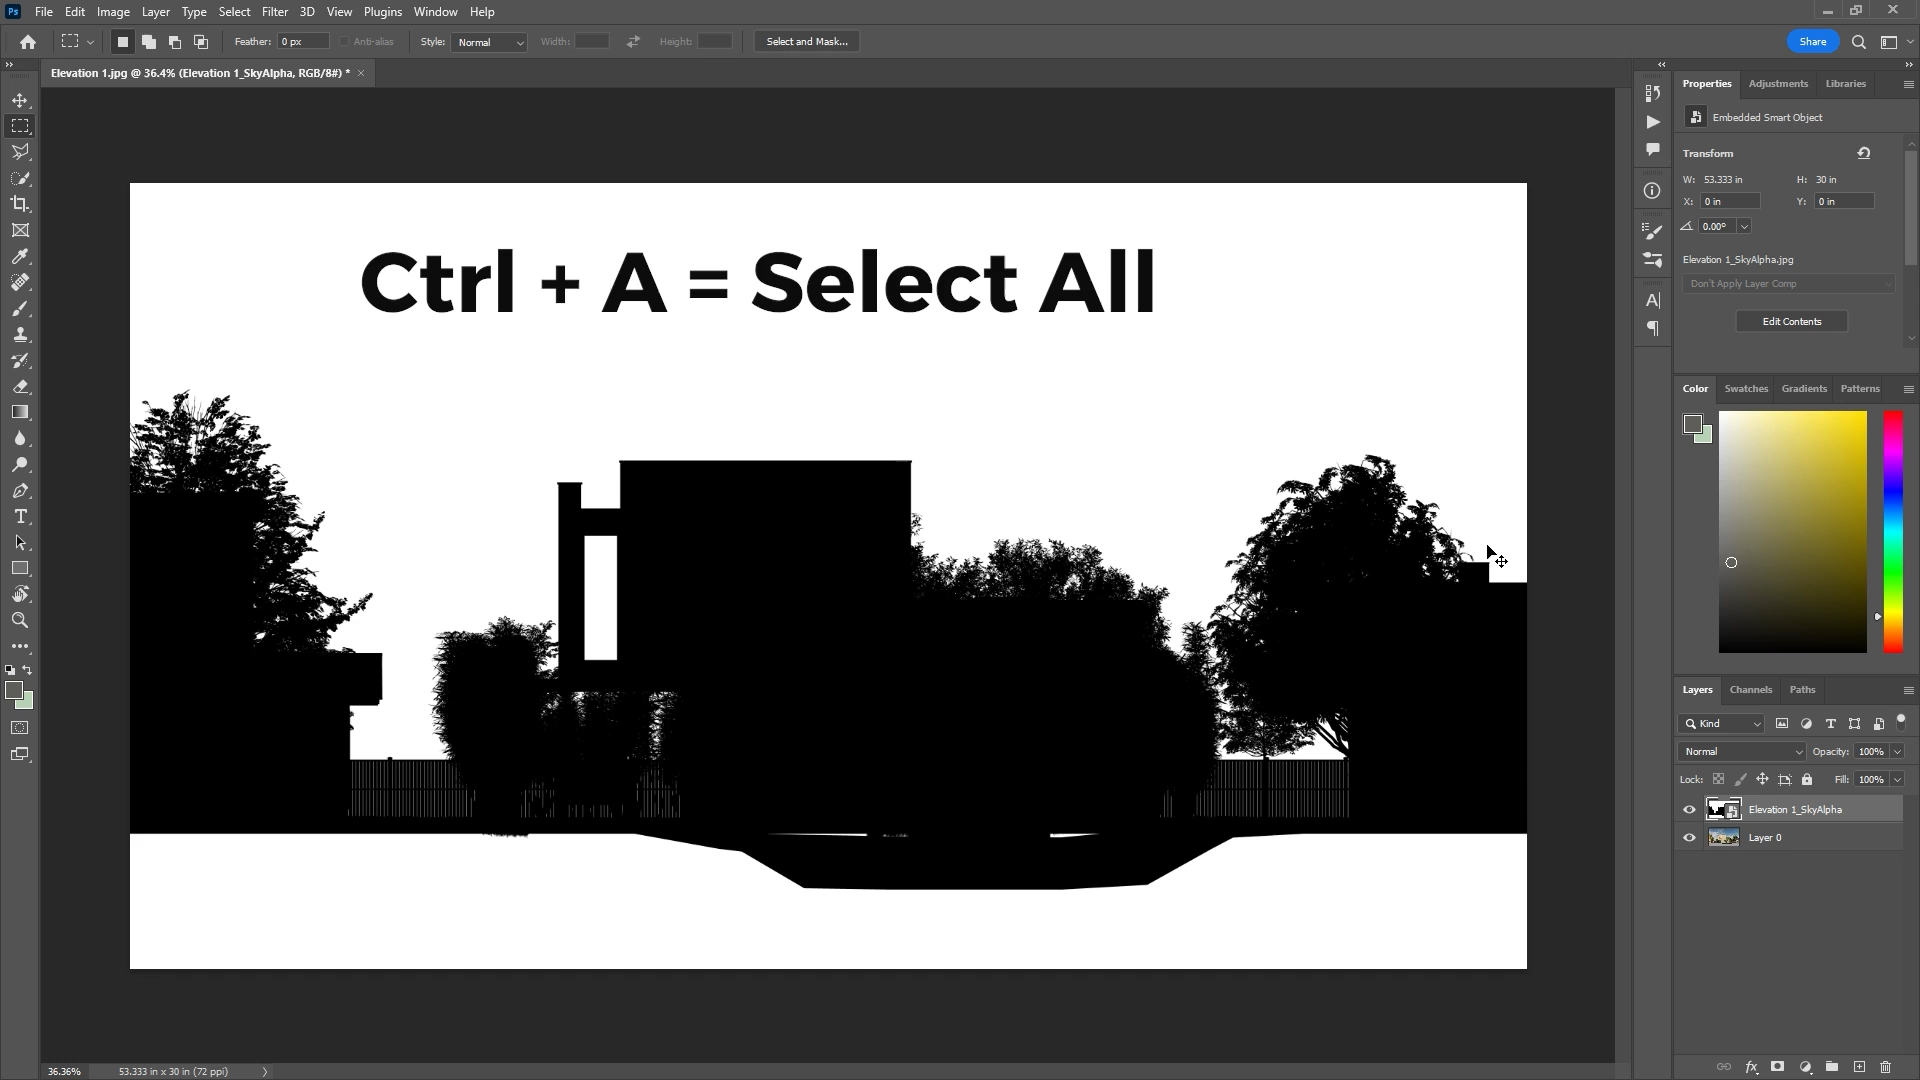 Ps File Edit Image Layer Type Select Filter 3D View Plugins Window Help
Feather: 0 px Anti-alias Style: Normal Width: Height: Select and Mask... Share
Elevation 1.jpg @ 36.4% (Elevation 1_SkyAlpha, RGB/8#) *
Properties Adjustments Libraries
Embedded Smart Object
Transform
W: 53.333 in H: 30 in
X: 0 in Y: 0 in
0.00°
Elevation 1_SkyAlpha.jpg
Don't Apply Layer Comp
Edit Contents
Ctrl + A = Select All
Color Swatches Gradients Patterns
Layers Channels Paths
Kind
Normal Opacity: 100%
Lock: Fill: 100%
Elevation 1_SkyAlpha
Layer 0
36.36% 53.333 in x 30 in (72 ppi)